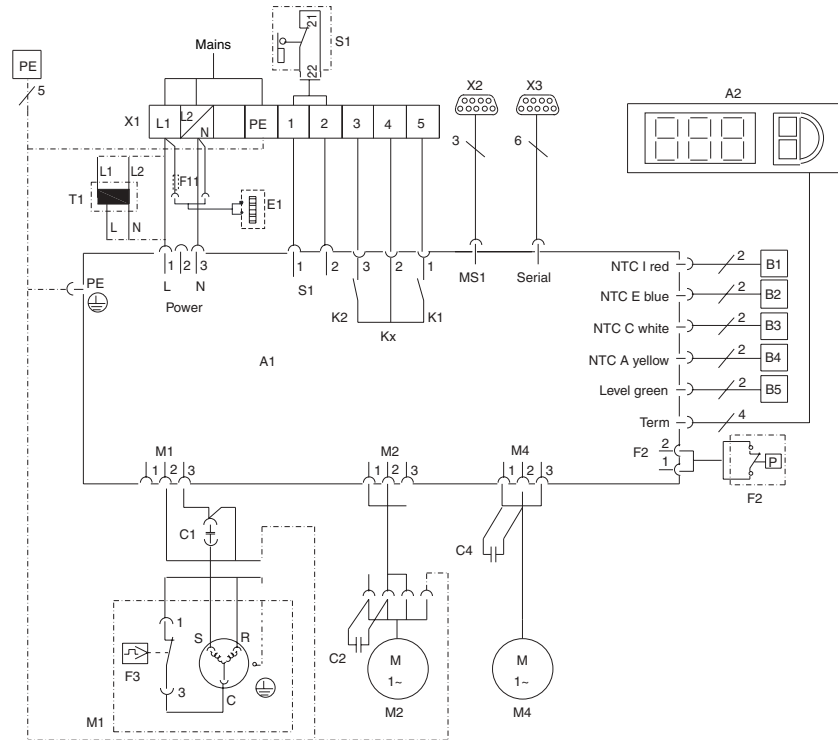 21
S1
22
Mains
PE
5
X2
X3
A2
X1 L1 L2 N PE 1 2 3 4 5
3
6
L1 L2
F11
T1
E1
L N
1 2 3
1 2
3 2 1
MS1 Serial
PE
L N
S1
Power
K2 K1
Kx
A1
NTC I red 2 B1
NTC E blue 2 B2
NTC C white 2 B3
NTC A yellow 2 B4
Level green 2 B5
Term 4
F2 2
1
P
F2
M1
1 2 3
M2
1 2 3
M4
1 2 3
C1
C4
1
S R
F3
3
C
M1
C2
M
1~
M2
M
1~
M4